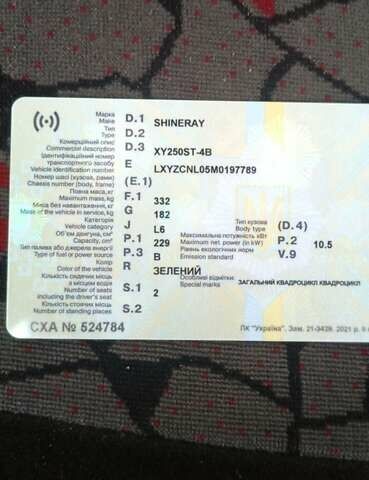 Марка
Make D.1 SHINERAY
Тип
Type D.2
Комерційний опис
Commercial description D.3 XY250ST-4B
Ідентифікаційний номер
транспортного засобу E LXYZCNL05M0197789
Vehicle identification number
Номер шасі (кузова, рами)
Chassis number (body, frame) (E.1)
Повна маса, кг
Maximum mass, kg F.1 332
Маса без навантаження, кг
Mass of the vehicle in service, kg G 182
Категорія
Vehicle category J L6 Тип кузова
Body type (D.4)
Об'єм двигуна, см³
Capacity, cm³ P.1 229 Максимальна потужність кВт
Maximum net power (in kW) P.2 10.5
Тип палива або джерела енергії
Type of fuel or power source P.3 B Рівень екологічних норм
Emission standard V.9
Колір
Color of the vehicle R ЗЕЛЕНИЙ
Кількість сидячих місць
з місцем водія
Number of seats
including the driver's seat S.1 2 Особливі відмітки
Special marks ЗАГАЛЬНИЙ КВАДРОЦИКЛ КВАДРОЦИКЛ
Кількість стоячих місць
Number of standing places S.2
СХА № 524784
ПК "Україна". Зам. 21-3428. 2021 р.